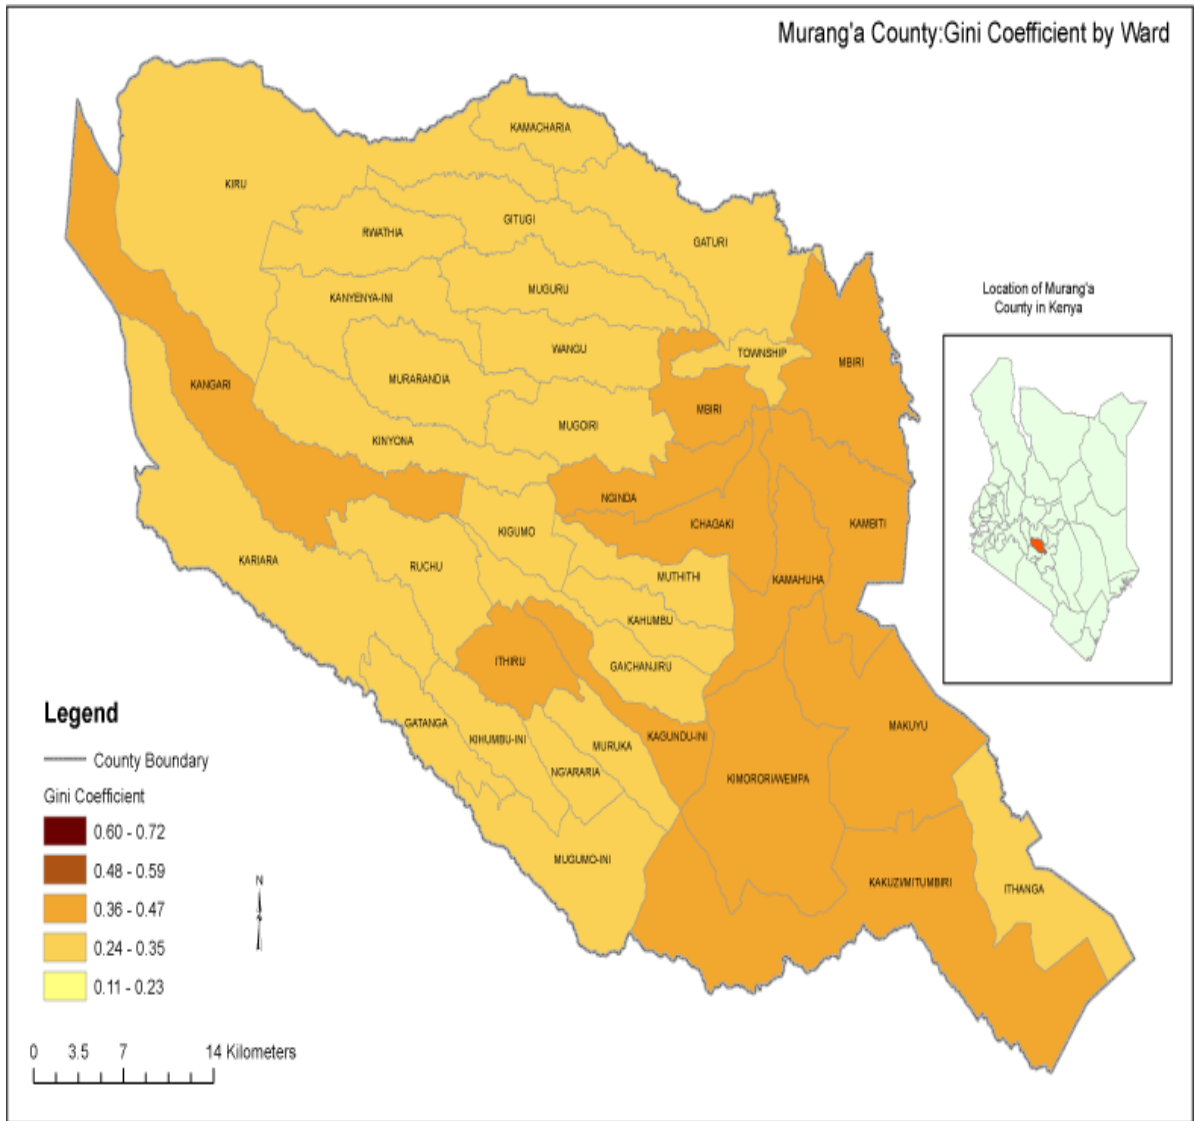 Murang'a County:Gini Coefficient by Ward
KAMACHARIA
KIRU
GITUGI
RWATHIA
GATURI
MUGURU
KANYENYA-INI
WANGU
TOWNSHIP
MBIRI
MURARANDIA
KANGARI
MBIRI
MUGOIRI
KINYONA
NGINDA
ICHAGAKI
KAMBITI
KIGUMO
KARIARA
RUCHU
MUTHITHI
KAMAHUHA
KAHUMBU
ITHIRU
GAICHANJIRU
GATANGA
KIHUMBU-INI
MURUKA
KAGUNDU-INI
MAKUYU
NG'ARARIA
KIMORORI/WEMPA
MUGUMO-INI
KAKUZI/MITUMBIRI
ITHANGA
Location of Murang'a
County in Kenya
Legend
County Boundary
Gini Coefficient
0.60 - 0.72
0.48 - 0.59
0.36 - 0.47
0.24 - 0.35
0.11 - 0.23
N
0 3.5 7 14 Kilometers